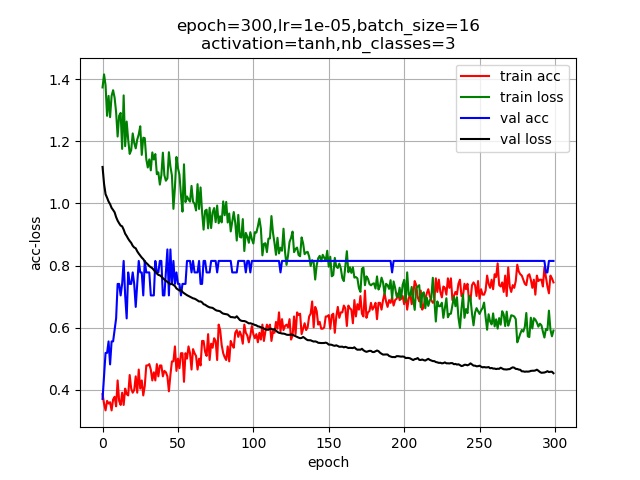 epoch=300,lr=1e-05,batch_size=16
activation=tanh,nb_classes=3
train acc
train loss
val acc
val loss
acc-loss
1.4
1.2
1.0
0.8
0.6
0.4
0 50 100 150 200 250 300
epoch